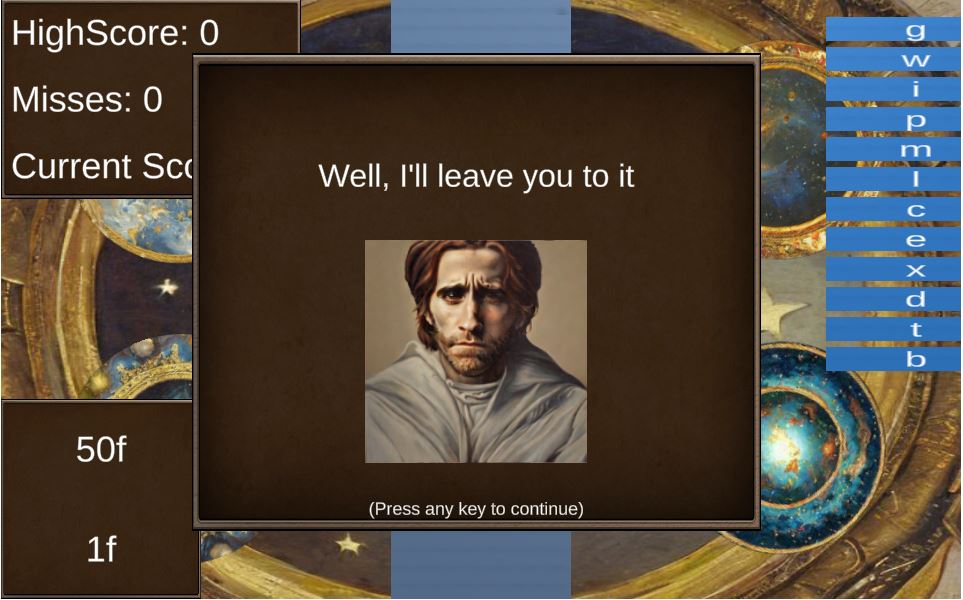 HighScore: 0
Misses: 0
Current Sco
Well, I'll leave you to it
(Press any key to continue)
50f
1f
g
w
i
p
m
l
c
e
x
d
t
b